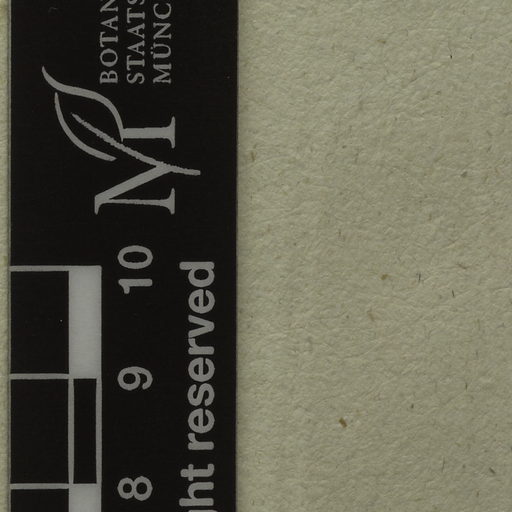 BOTAN
STAATS
MÜNC
10
9
8
ght reserved